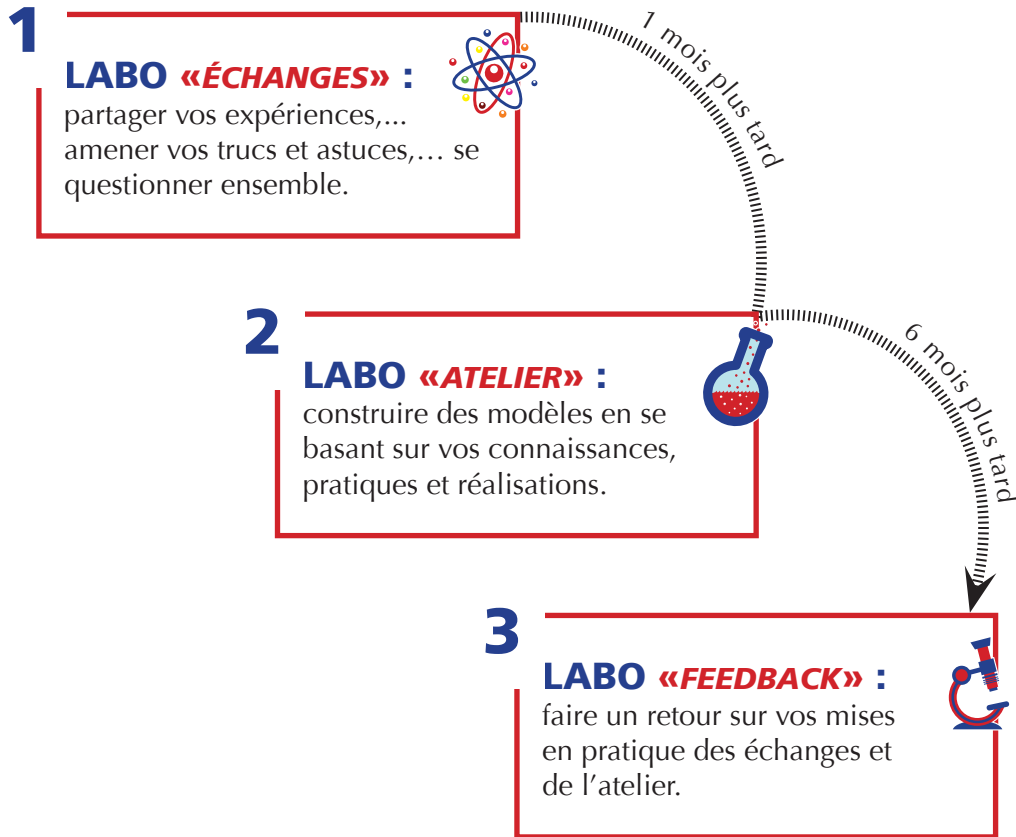 1
LABO «ÉCHANGES» :
partager vos expériences,...
amener vos trucs et astuces,... se
questionner ensemble.
1 mois plus tard
2
LABO «ATELIER» :
construire des modèles en se
basant sur vos connaissances,
pratiques et réalisations.
6 mois plus tard
3
LABO «FEEDBACK» :
faire un retour sur vos mises
en pratique des échanges et
de l'atelier.